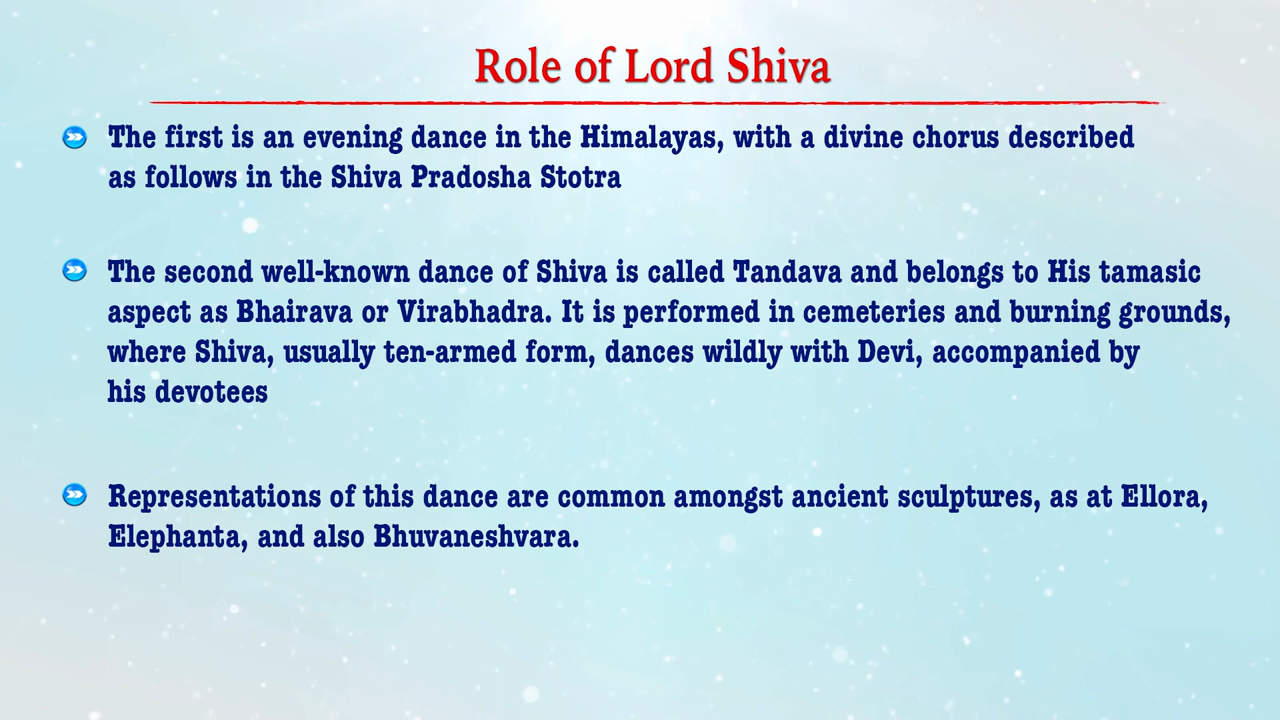 Role of Lord Shiva
The first is an evening dance in the Himalayas, with a divine chorus described
as follows in the Shiva Pradosha Stotra
The second well-known dance of Shiva is called Tandava and belongs to His tamasic
aspect as Bhairava or Virabhadra. It is performed in cemeteries and burning grounds,
where Shiva, usually ten-armed form, dances wildly with Devi, accompanied by
his devotees
Representations of this dance are common amongst ancient sculptures, as at Ellora,
Elephanta, and also Bhuvaneshvara.